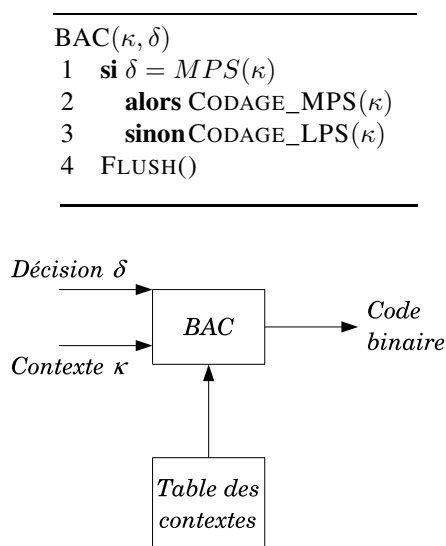 BAC(κ, δ)
1 si δ = MPS(κ)
2 alors CODAGE_MPS(κ)
3 sinon CODAGE_LPS(κ)
4 FLUSH()
Décision δ
BAC
Code
binaire
Contexte κ
Table des
contextes